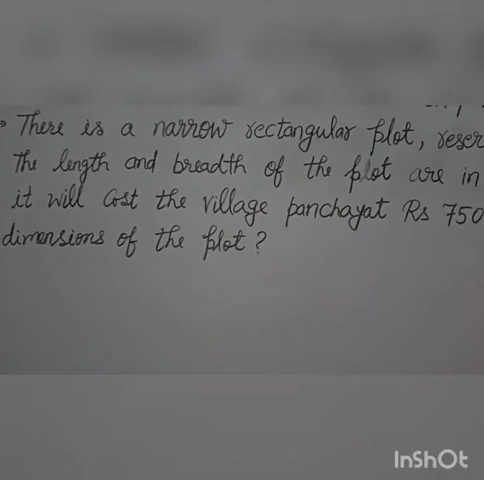 There is a narrow rectangular plot, reser
The length and breadth of the plot are in
it will cost the village panchayat Rs 750
dimensions of the plot?
InShOt